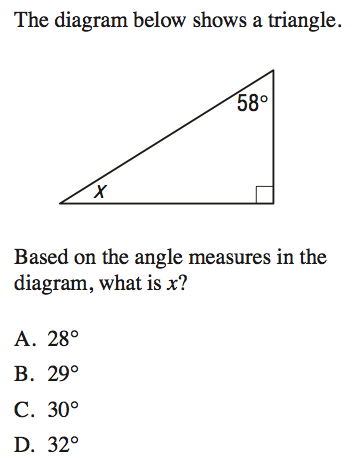 The diagram below shows a triangle.
58°
x
Based on the angle measures in the
diagram, what is x?
A. 28°
B. 29°
C. 30°
D. 32°